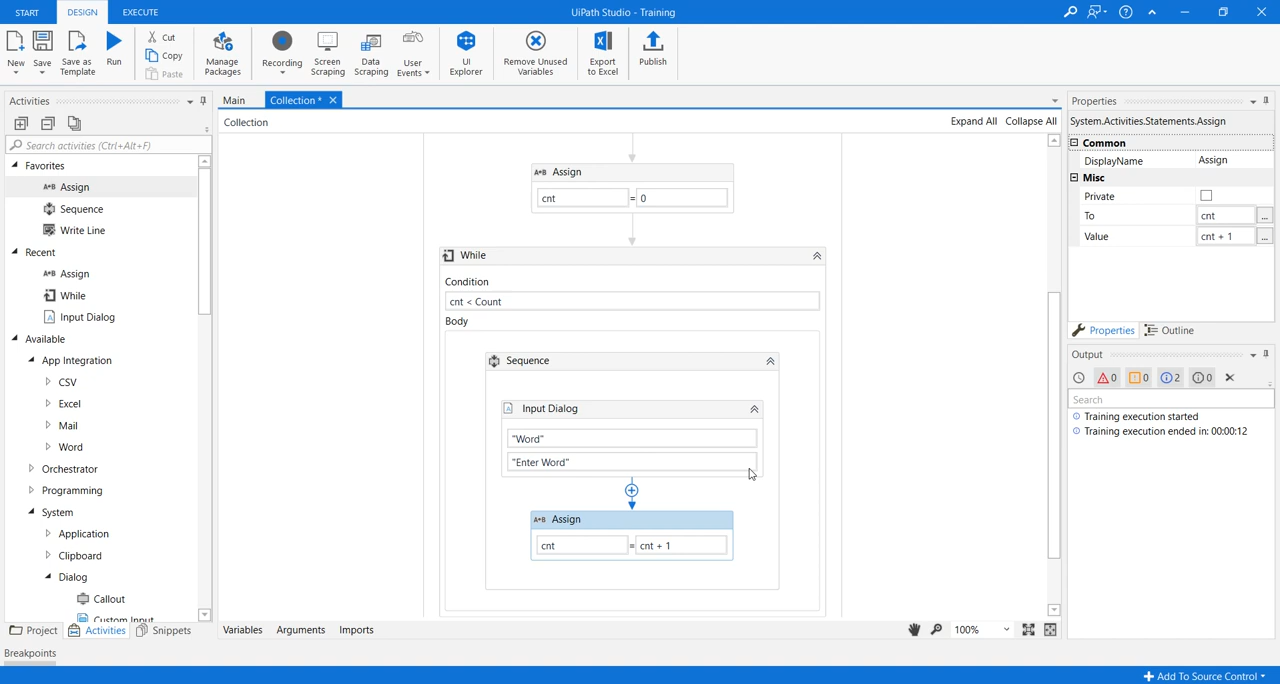 START DESIGN EXECUTE UiPath Studio - Training
New Save Save as Template Run Cut Copy Paste Manage Packages Recording Screen Scraping Data Scraping User Events UI Explorer Remove Unused Variables Export to Excel Publish
Activities
Search activities (Ctrl+Alt+F)
Favorites
A+B Assign
Sequence
Write Line
Recent
A+B Assign
While
Input Dialog
Available
App Integration
CSV
Excel
Mail
Word
Orchestrator
Programming
System
Application
Clipboard
Dialog
Callout
Custom Input
Project Activities Snippets
Main Collection *
Collection Expand All Collapse All
A+B Assign
cnt = 0
While
Condition
cnt < Count
Body
Sequence
Input Dialog
"Word"
"Enter Word"
A+B Assign
cnt = cnt + 1
Variables Arguments Imports 100%
Properties
System.Activities.Statements.Assign
Common
DisplayName Assign
Misc
Private
To cnt ...
Value cnt + 1 ...
Properties Outline
Output
0 0 2 0
Search
Training execution started
Training execution ended in: 00:00:12
Breakpoints
Add To Source Control